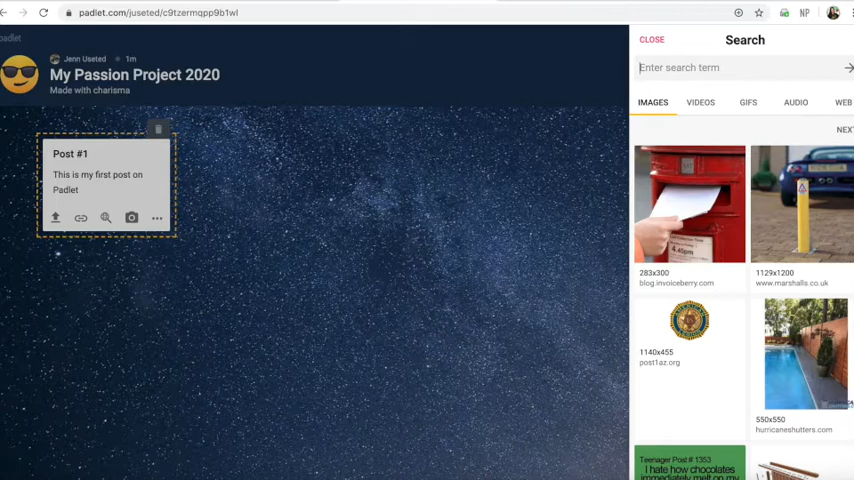 padlet.com/juseted/c9tzermqpp9b1wl
NP
padlet
Jenn Useted
1m
My Passion Project 2020
Made with charisma
Post #1
This is my first post on
Padlet
CLOSE
Search
Enter search term
IMAGES
VIDEOS
GIFS
AUDIO
WEB
NEXT
4.45pm
283x300
blog.invoiceberry.com
1129x1200
www.marshalls.co.uk
1140x455
post1az.org
550x550
hurricaneshutters.com
Teenager Post # 1353
I hate how chocolates
immediately melt on my